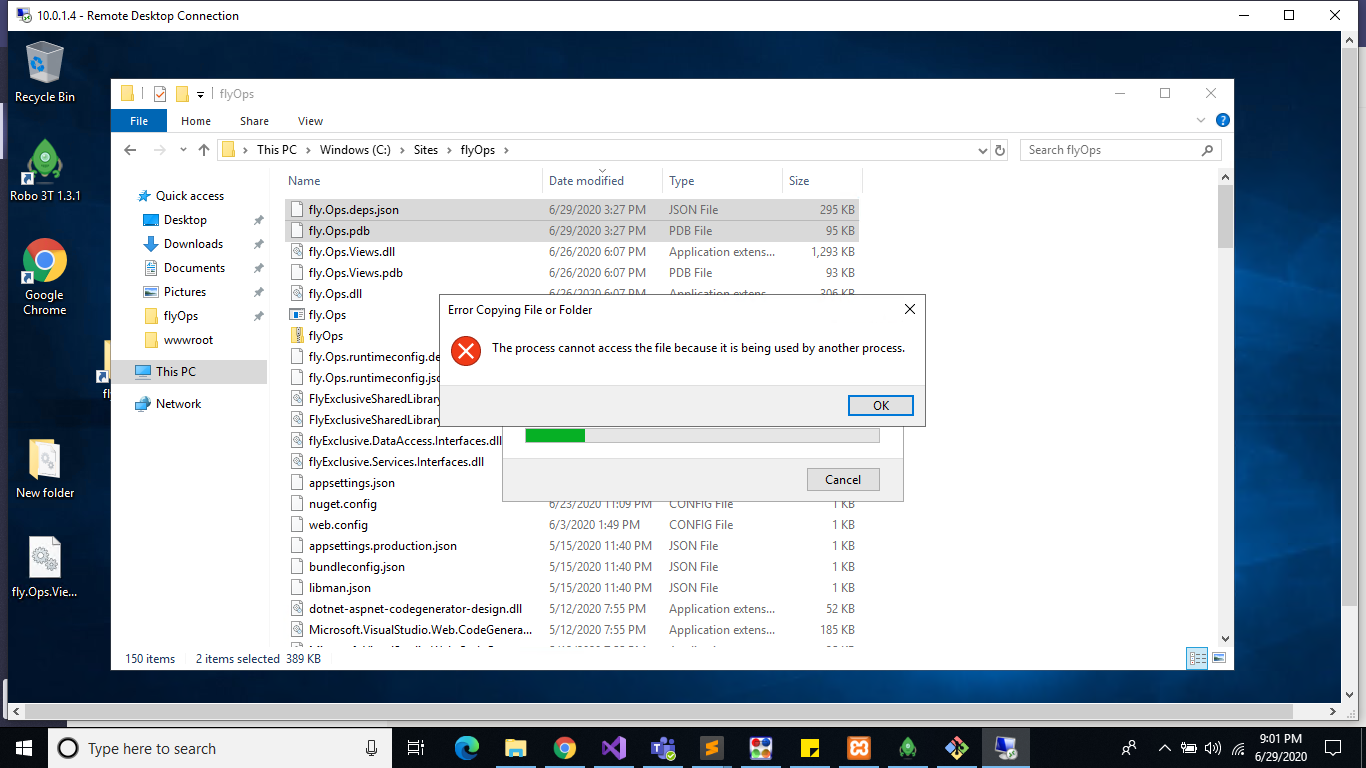 10.0.1.4 - Remote Desktop Connection
Recycle Bin
Robo 3T 1.3.1
Google
Chrome
New folder
fly.Ops.Vie...
flyOps
File Home Share View
This PC Windows (C:) Sites flyOps
Search flyOps
Quick access
Desktop
Downloads
Documents
Pictures
flyOps
wwwroot
This PC
Network
Name Date modified Type Size
fly.Ops.deps.json 6/29/2020 3:27 PM JSON File 295 KB
fly.Ops.pdb 6/29/2020 3:27 PM PDB File 95 KB
fly.Ops.Views.dll 6/26/2020 6:07 PM Application extens... 1,293 KB
fly.Ops.Views.pdb 6/26/2020 6:07 PM PDB File 93 KB
fly.Ops.dll 6/26/2020 6:07 PM Application extens... 306 KB
fly.Ops
flyOps
fly.Ops.runtimeconfig.de
fly.Ops.runtimeconfig.jso
FlyExclusiveSharedLibrary
FlyExclusiveSharedLibrary
flyExclusive.DataAccess.Interfaces.dll
flyExclusive.Services.Interfaces.dll
appsettings.json
nuget.config 6/23/2020 11:09 PM CONFIG File 1 KB
web.config 6/3/2020 1:49 PM CONFIG File 1 KB
appsettings.production.json 5/15/2020 11:40 PM JSON File 1 KB
bundleconfig.json 5/15/2020 11:40 PM JSON File 1 KB
libman.json 5/15/2020 11:40 PM JSON File 1 KB
dotnet-aspnet-codegenerator-design.dll 5/12/2020 7:55 PM Application extens... 52 KB
Microsoft.VisualStudio.Web.CodeGenera... 5/12/2020 7:55 PM Application extens... 185 KB
Error Copying File or Folder
The process cannot access the file because it is being used by another process.
OK
Cancel
150 items 2 items selected 389 KB
Type here to search
9:01 PM
6/29/2020